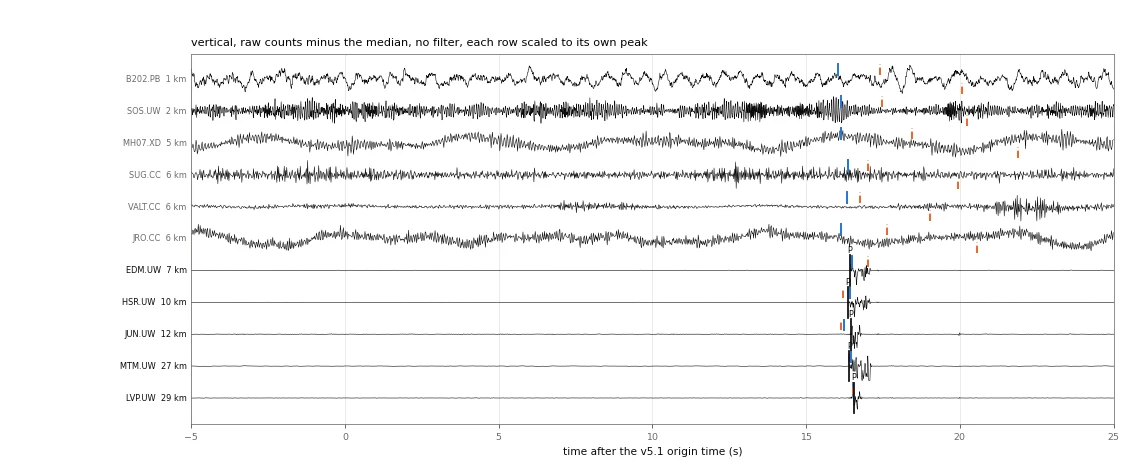 vertical, raw counts minus the median, no filter, each row scaled to its own peak
B202.PB 1 km
SOS.UW 2 km
MH07.XD 5 km
SUG.CC 6 km
VALT.CC 6 km
JRO.CC 6 km
P
EDM.UW 7 km
P
HSR.UW 10 km
P
JUN.UW 12 km
MTM.UW 27 km
P
LVP.UW 29 km
−5 0 5 10 15 20 25
time after the v5.1 origin time (s)